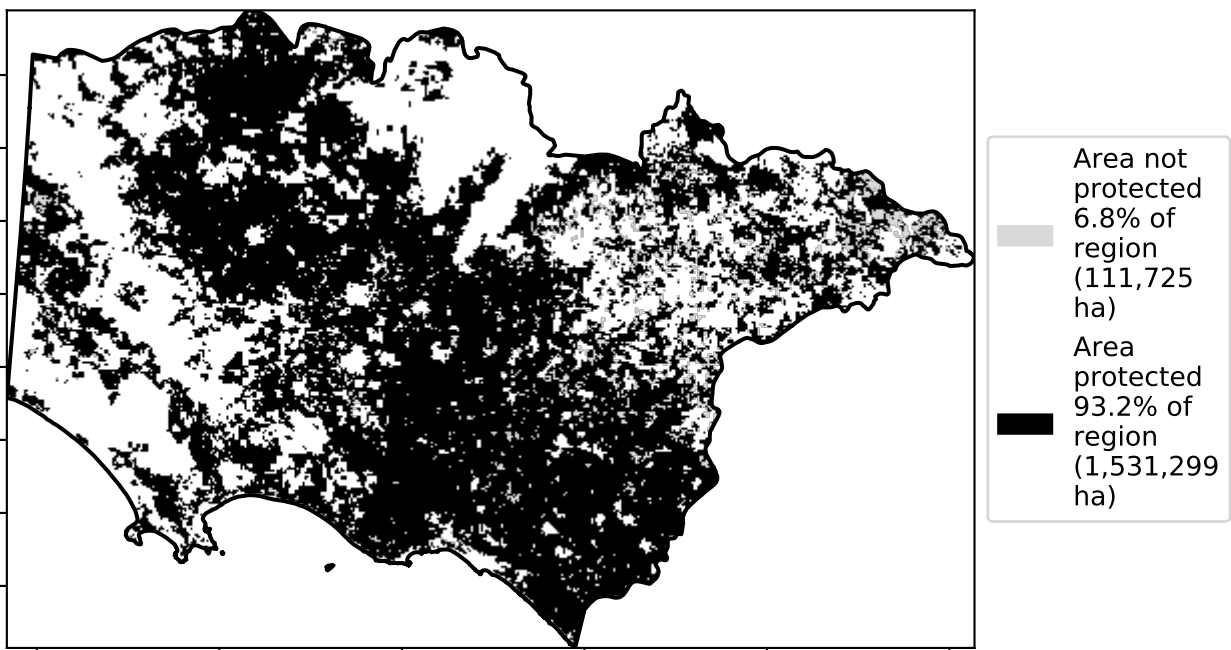 Area not
protected
6.8% of
region
(111,725
ha)
Area
protected
93.2% of
region
(1,531,299
ha)